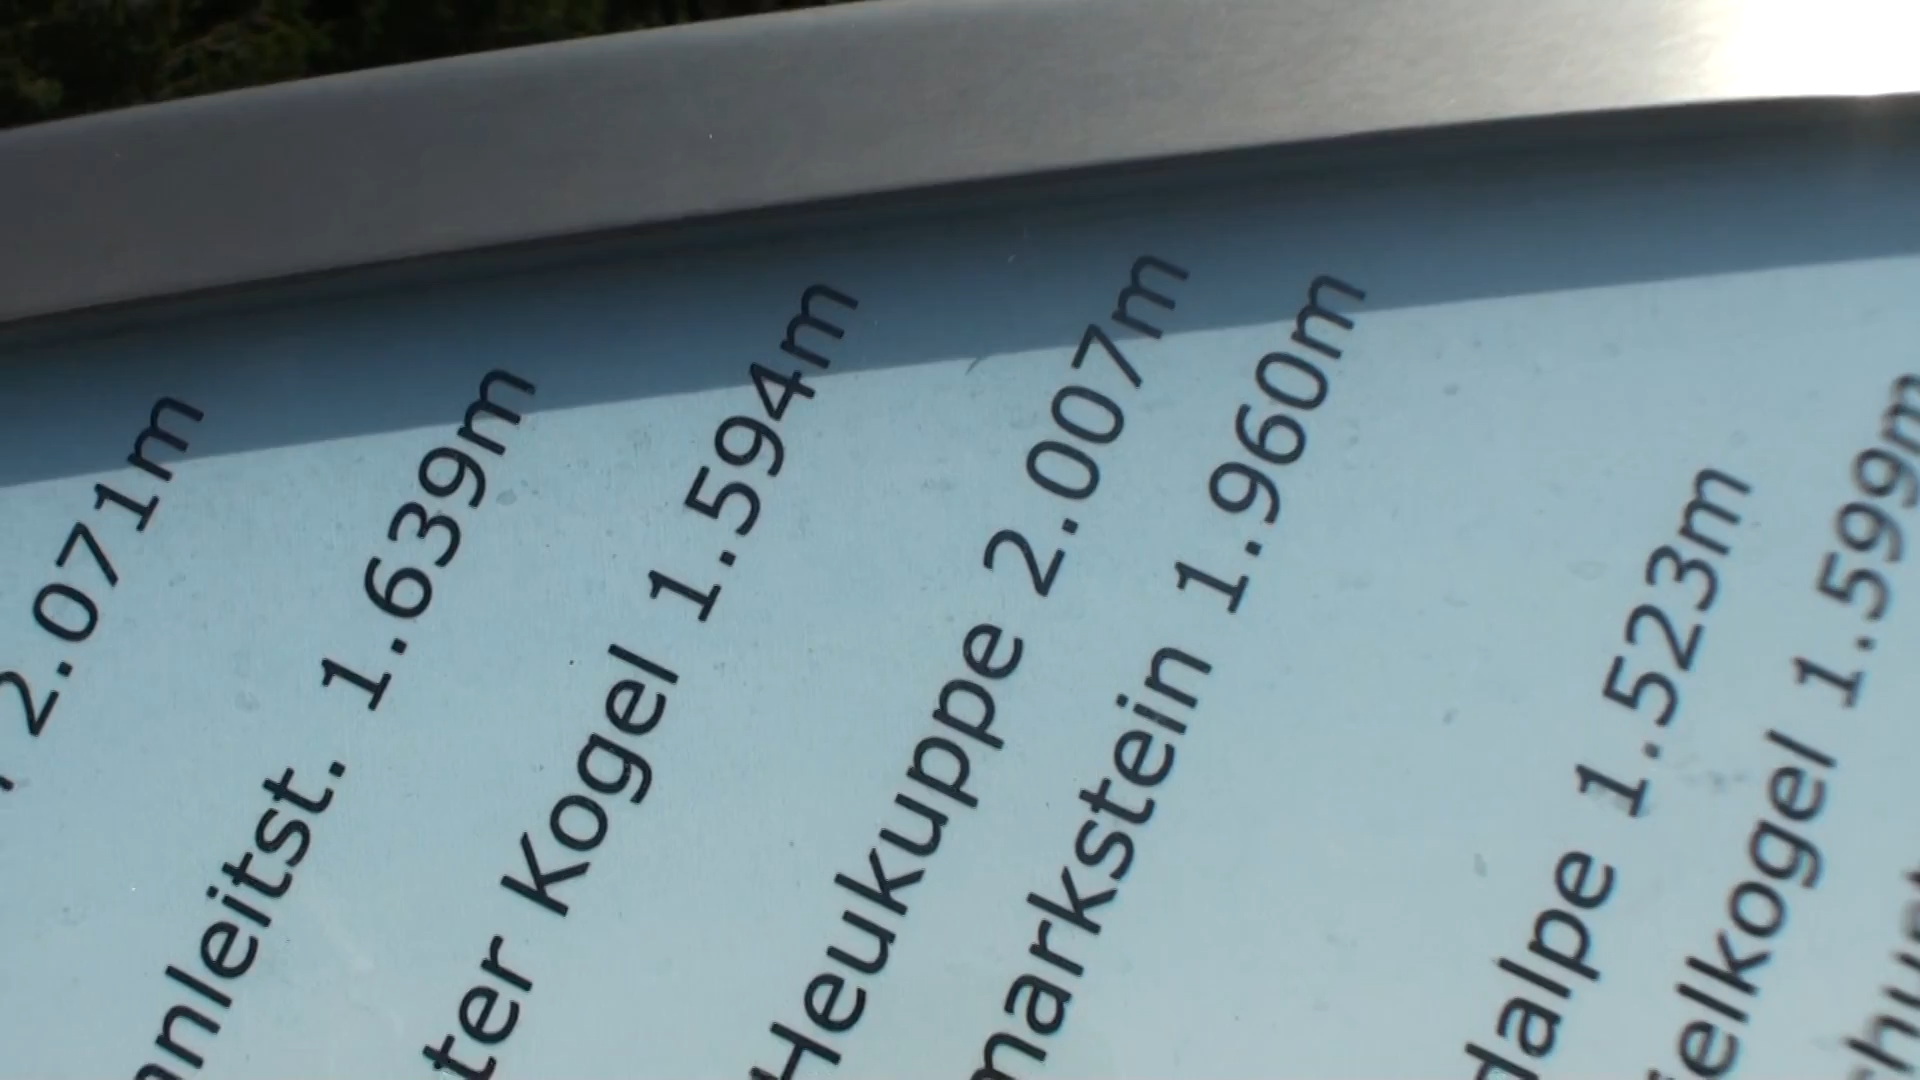 2.071m
nleitst. 1.639m
ter Kogel 1.594m
Heukuppe 2.007m
markstein 1.960m
dalpe 1.523m
ielkogel 1.599m